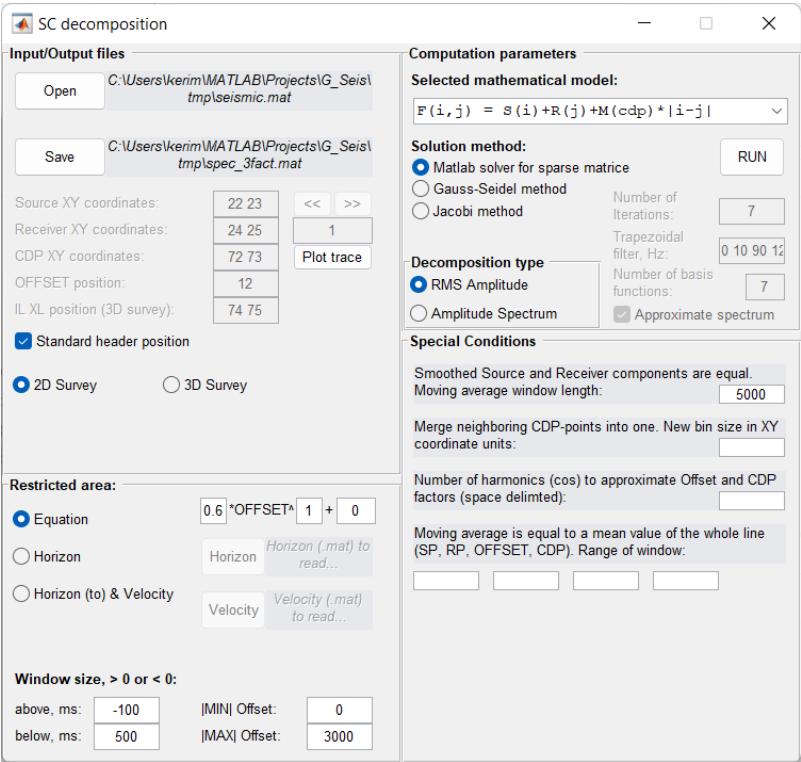 SC decomposition
Input/Output files
Open
C:\Users\kerim\MATLAB\Projects\G_Seis\
tmp\seismic.mat
Save
C:\Users\kerim\MATLAB\Projects\G_Seis\
tmp\spec_3fact.mat
Source XY coordinates: 22 23 << >>
Receiver XY coordinates: 24 25 1
CDP XY coordinates: 72 73 Plot trace
OFFSET position: 12
IL XL position (3D survey): 74 75
Standard header position
2D Survey 3D Survey
Restricted area:
Equation 0.6 *OFFSET^ 1 + 0
Horizon Horizon Horizon (.mat) to
read...
Horizon (to) & Velocity Velocity Velocity (.mat)
to read...
Window size, > 0 or < 0:
above, ms: -100 |MIN| Offset: 0
below, ms: 500 |MAX| Offset: 3000
Computation parameters
Selected mathematical model:
F(i,j) = S(i)+R(j)+M(cdp)*|i-j|
Solution method: RUN
Matlab solver for sparse matrice
Gauss-Seidel method
Jacobi method
Number of
Iterations: 7
Trapezoidal
filter, Hz: 0 10 90 12
Number of basis
functions: 7
Approximate spectrum
Decomposition type
RMS Amplitude
Amplitude Spectrum
Special Conditions
Smoothed Source and Receiver components are equal.
Moving average window length: 5000
Merge neighboring CDP-points into one. New bin size in XY
coordinate units:
Number of harmonics (cos) to approximate Offset and CDP
factors (space delimted):
Moving average is equal to a mean value of the whole line
(SP, RP, OFFSET, CDP). Range of window: